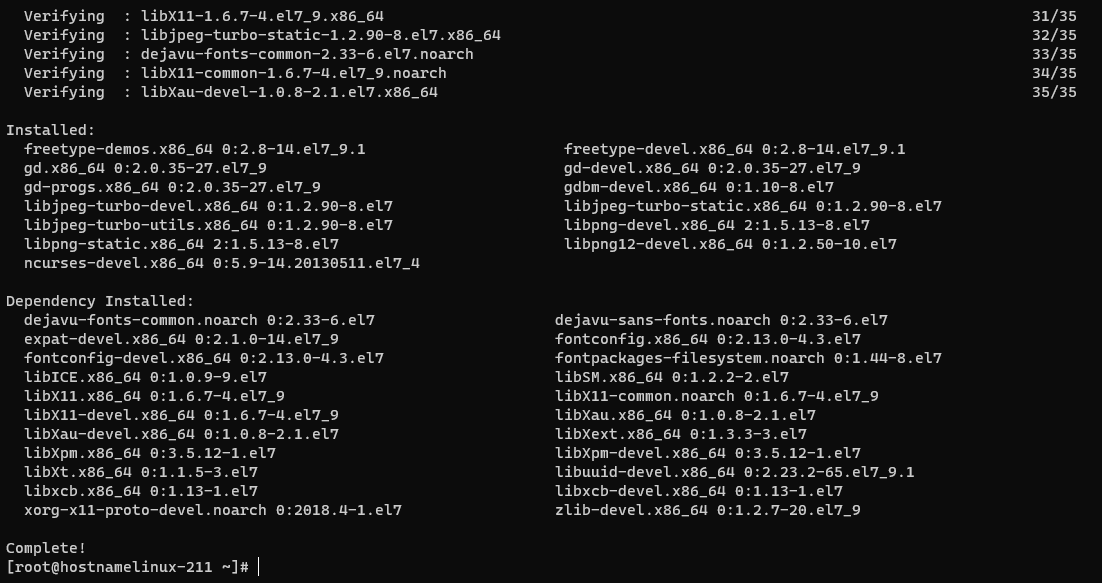 Verifying  : libX11-1.6.7-4.el7_9.x86_64 31/35
Verifying  : libjpeg-turbo-static-1.2.90-8.el7.x86_64 32/35
Verifying  : dejavu-fonts-common-2.33-6.el7.noarch 33/35
Verifying  : libX11-common-1.6.7-4.el7_9.noarch 34/35
Verifying  : libXau-devel-1.0.8-2.1.el7.x86_64 35/35
Installed:
freetype-demos.x86_64 0:2.8-14.el7_9.1 freetype-devel.x86_64 0:2.8-14.el7_9.1
gd.x86_64 0:2.0.35-27.el7_9 gd-devel.x86_64 0:2.0.35-27.el7_9
gd-progs.x86_64 0:2.0.35-27.el7_9 gdbm-devel.x86_64 0:1.10-8.el7
libjpeg-turbo-devel.x86_64 0:1.2.90-8.el7 libjpeg-turbo-static.x86_64 0:1.2.90-8.el7
libjpeg-turbo-utils.x86_64 0:1.2.90-8.el7 libpng-devel.x86_64 2:1.5.13-8.el7
libpng-static.x86_64 2:1.5.13-8.el7 libpng12-devel.x86_64 0:1.2.50-10.el7
ncurses-devel.x86_64 0:5.9-14.20130511.el7_4
Dependency Installed:
dejavu-fonts-common.noarch 0:2.33-6.el7 dejavu-sans-fonts.noarch 0:2.33-6.el7
expat-devel.x86_64 0:2.1.0-14.el7_9 fontconfig.x86_64 0:2.13.0-4.3.el7
fontconfig-devel.x86_64 0:2.13.0-4.3.el7 fontpackages-filesystem.noarch 0:1.44-8.el7
libICE.x86_64 0:1.0.9-9.el7 libSM.x86_64 0:1.2.2-2.el7
libX11.x86_64 0:1.6.7-4.el7_9 libX11-common.noarch 0:1.6.7-4.el7_9
libX11-devel.x86_64 0:1.6.7-4.el7_9 libXau.x86_64 0:1.0.8-2.1.el7
libXau-devel.x86_64 0:1.0.8-2.1.el7 libXext.x86_64 0:1.3.3-3.el7
libXpm.x86_64 0:3.5.12-1.el7 libXpm-devel.x86_64 0:3.5.12-1.el7
libXt.x86_64 0:1.1.5-3.el7 libuuid-devel.x86_64 0:2.23.2-65.el7_9.1
libxcb.x86_64 0:1.13-1.el7 libxcb-devel.x86_64 0:1.13-1.el7
xorg-x11-proto-devel.noarch 0:2018.4-1.el7 zlib-devel.x86_64 0:1.2.7-20.el7_9
Complete!
[root@hostnamelinux-211 ~]#